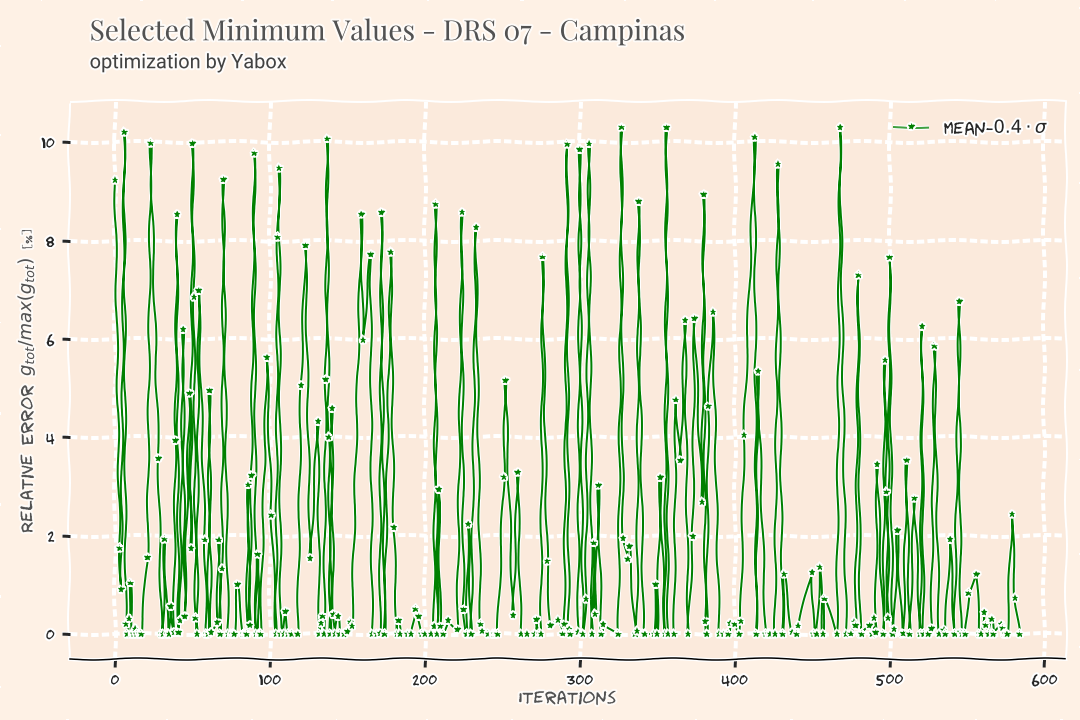 Selected Minimum Values - DRS 07 - Campinas
optimization by Yabox
MEAN-0.4·σ
10
8
6
4
2
0
RELATIVE ERROR g_tot/max(g_tot) [%]
0 100 200 300 400 500 600
ITERATIONS